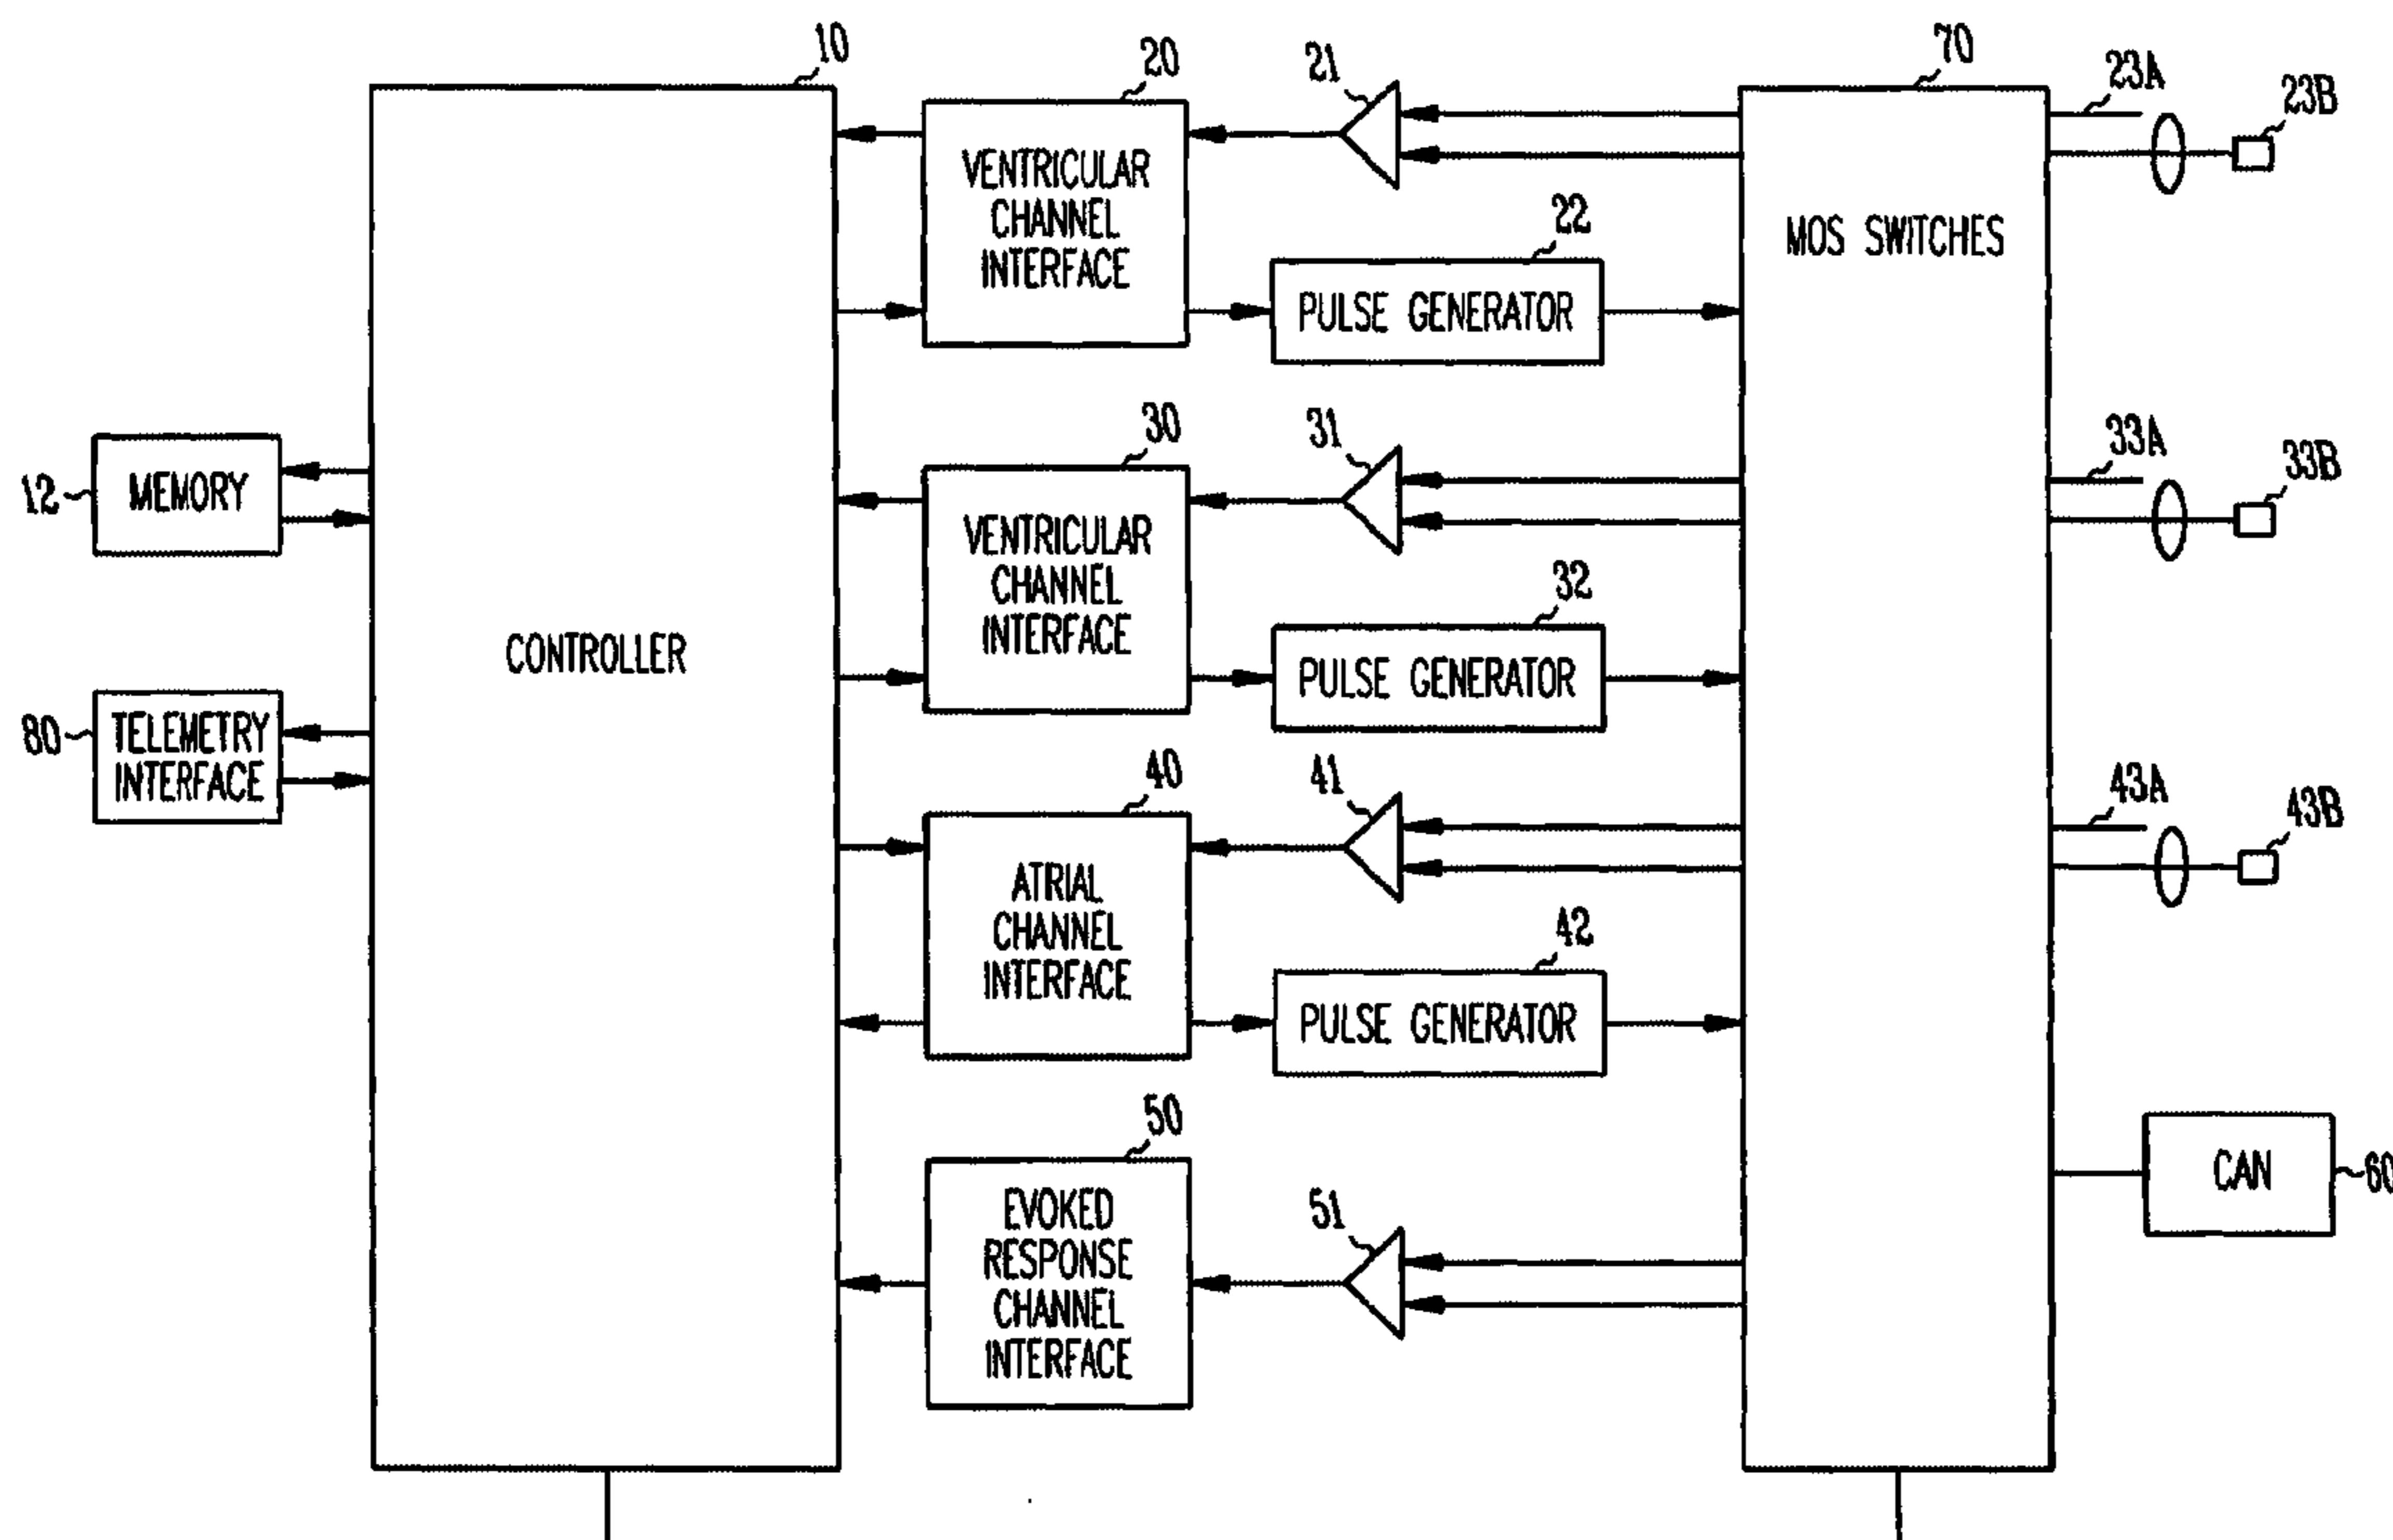 10
20
21
70
23A
23B
VENTRICULAR
CHANNEL
INTERFACE
MOS SWITCHES
22
PULSE GENERATOR
30
31
33A
33B
12
MEMORY
VENTRICULAR
CHANNEL
INTERFACE
32
PULSE GENERATOR
CONTROLLER
80
TELEMETRY
INTERFACE
40
41
43A
43B
ATRIAL
CHANNEL
INTERFACE
42
PULSE GENERATOR
50
EVOKED
RESPONSE
CHANNEL
INTERFACE
51
CAN
60